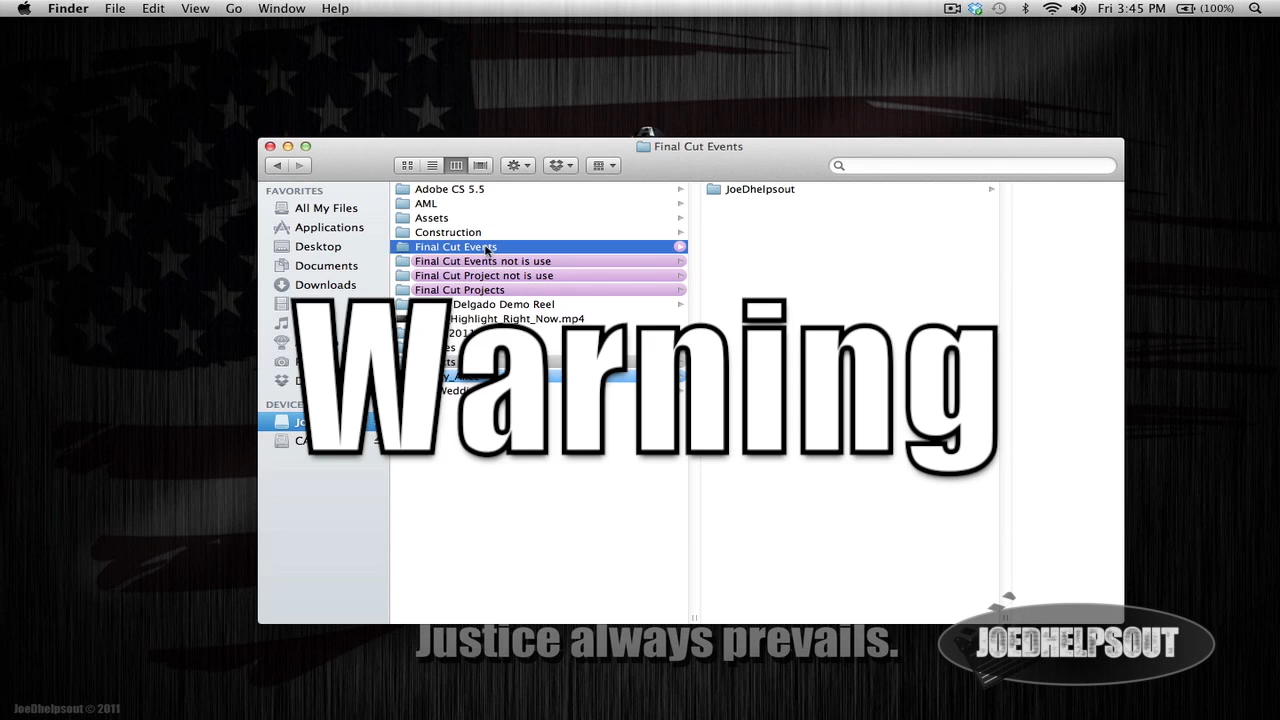 Finder File Edit View Go Window Help Fri 3:45 PM (100%)
Final Cut Events
FAVORITES
All My Files
Applications
Desktop
Documents
Downloads
DEVICE
Adobe CS 5.5
AML
Assets
Construction
Final Cut Events
Final Cut Events not is use
Final Cut Project not is use
Final Cut Projects
Delgado Demo Reel
Highlight_Right_Now.mp4
JoeDhelpsout
Warning
Justice always prevails.
JOEDHELPSOUT
JoeDhelpsout © 2011